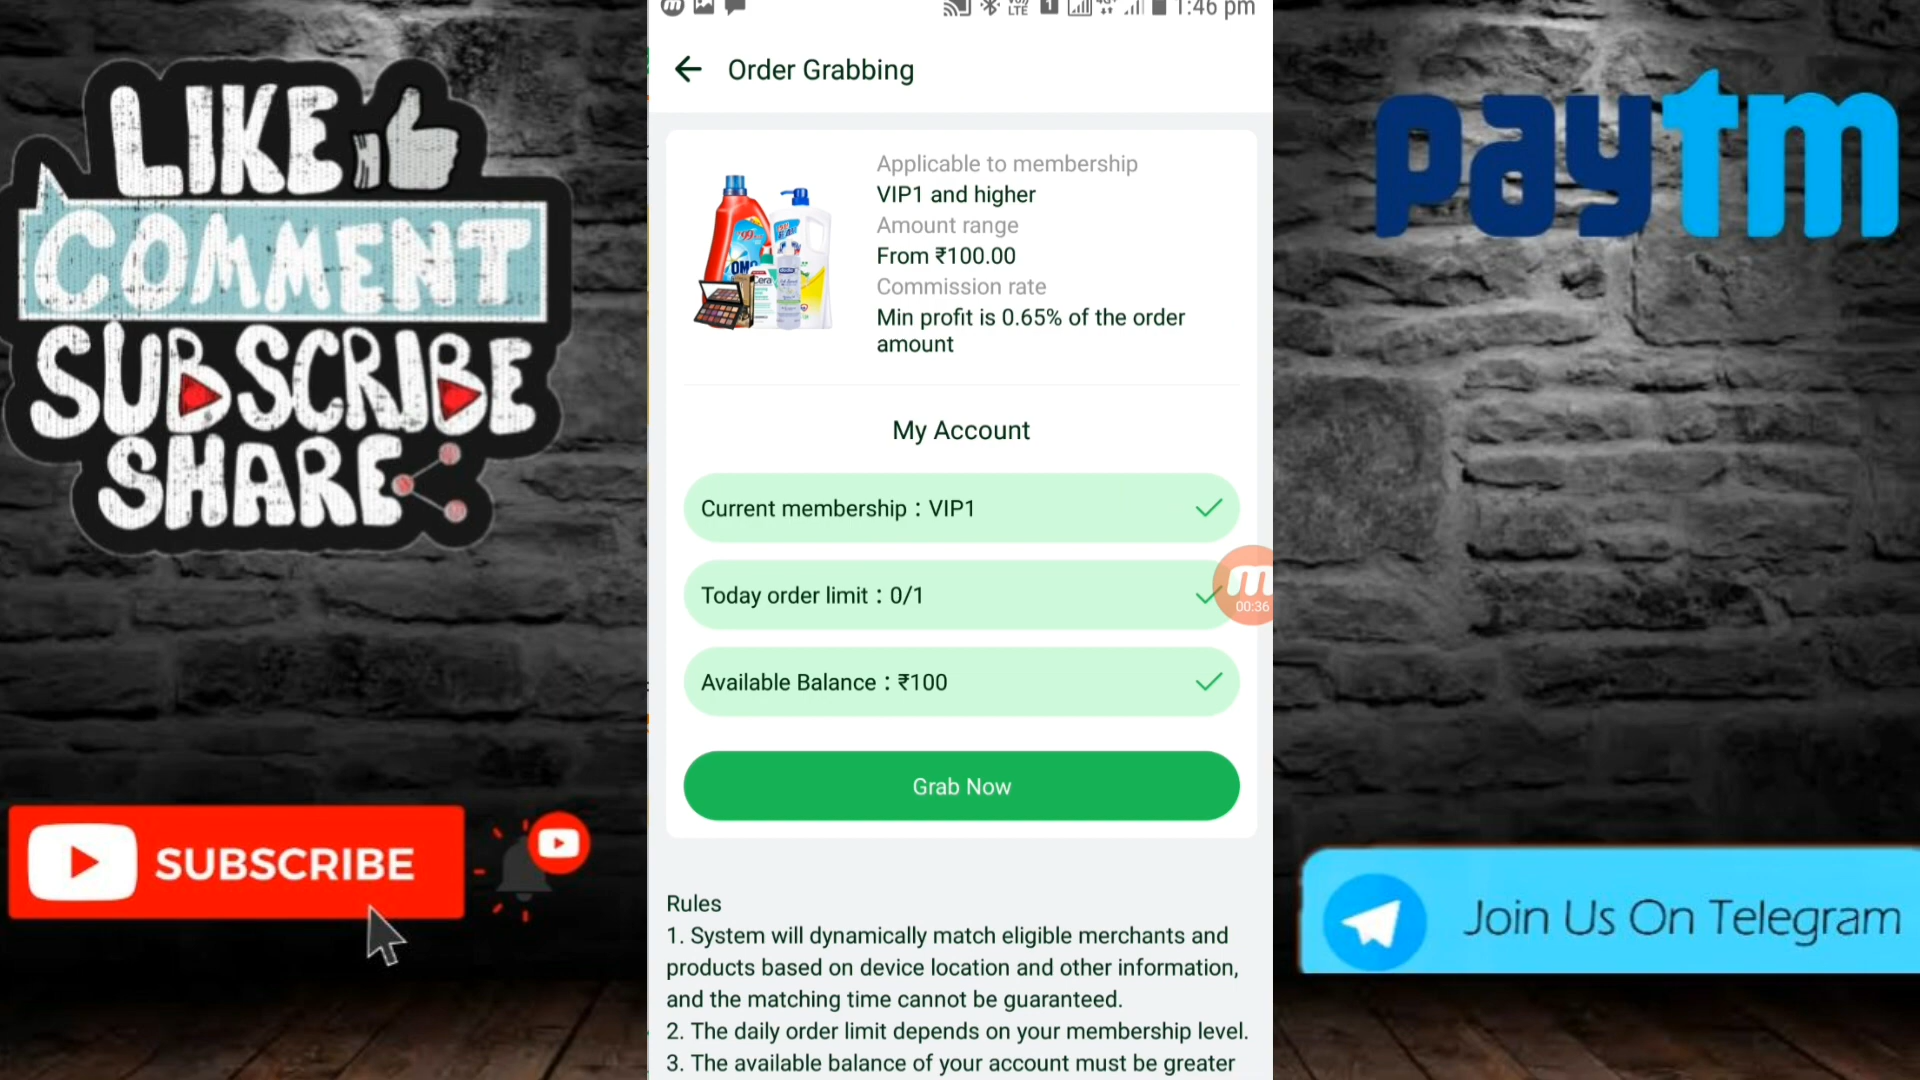 1:46 pm
Order Grabbing
LIKE
COMMENT
SUBSCRIBE
SHARE
paytm
Applicable to membership
VIP1 and higher
Amount range
From ₹100.00
Commission rate
Min profit is 0.65% of the order
amount
My Account
Current membership : VIP1
Today order limit : 0/1
00:36
Available Balance : ₹100
Grab Now
SUBSCRIBE
Join Us On Telegram
Rules
1. System will dynamically match eligible merchants and
products based on device location and other information,
and the matching time cannot be guaranteed.
2. The daily order limit depends on your membership level.
3. The available balance of your account must be greater